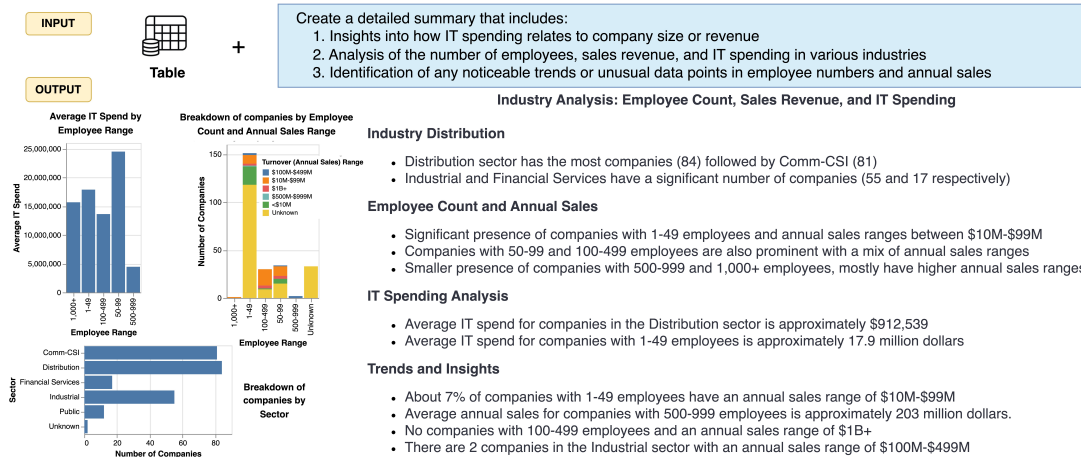 INPUT
Table
+
Create a detailed summary that includes:
1. Insights into how IT spending relates to company size or revenue
2. Analysis of the number of employees, sales revenue, and IT spending in various industries
3. Identification of any noticeable trends or unusual data points in employee numbers and annual sales
OUTPUT
Average IT Spend by
Employee Range
25,000,000
20,000,000
15,000,000
10,000,000
5,000,000
0
Average IT Spend
1,000+
1-49
100-499
50-99
500-999
Employee Range
Breakdown of companies by Employee
Count and Annual Sales Range
150
100
50
0
Number of Companies
Turnover (Annual Sales) Range
$100M-$499M
$10M-$99M
$1B+
$500M-$999M
<$10M
Unknown
1,000+
1-49
100-499
50-99
500-999
Unknown
Employee Range
Sector
Comm-CSI
Distribution
Financial Services
Industrial
Public
Unknown
0 20 40 60 80
Number of Companies
Breakdown of
companies by
Sector
Industry Analysis: Employee Count, Sales Revenue, and IT Spending
Industry Distribution
• Distribution sector has the most companies (84) followed by Comm-CSI (81)
• Industrial and Financial Services have a significant number of companies (55 and 17 respectively)
Employee Count and Annual Sales
• Significant presence of companies with 1-49 employees and annual sales ranges between $10M-$99M
• Companies with 50-99 and 100-499 employees are also prominent with a mix of annual sales ranges
• Smaller presence of companies with 500-999 and 1,000+ employees, mostly have higher annual sales ranges
IT Spending Analysis
• Average IT spend for companies in the Distribution sector is approximately $912,539
• Average IT spend for companies with 1-49 employees is approximately 17.9 million dollars
Trends and Insights
• About 7% of companies with 1-49 employees have an annual sales range of $10M-$99M
• Average annual sales for companies with 500-999 employees is approximately 203 million dollars.
• No companies with 100-499 employees and an annual sales range of $1B+
• There are 2 companies in the Industrial sector with an annual sales range of $100M-$499M